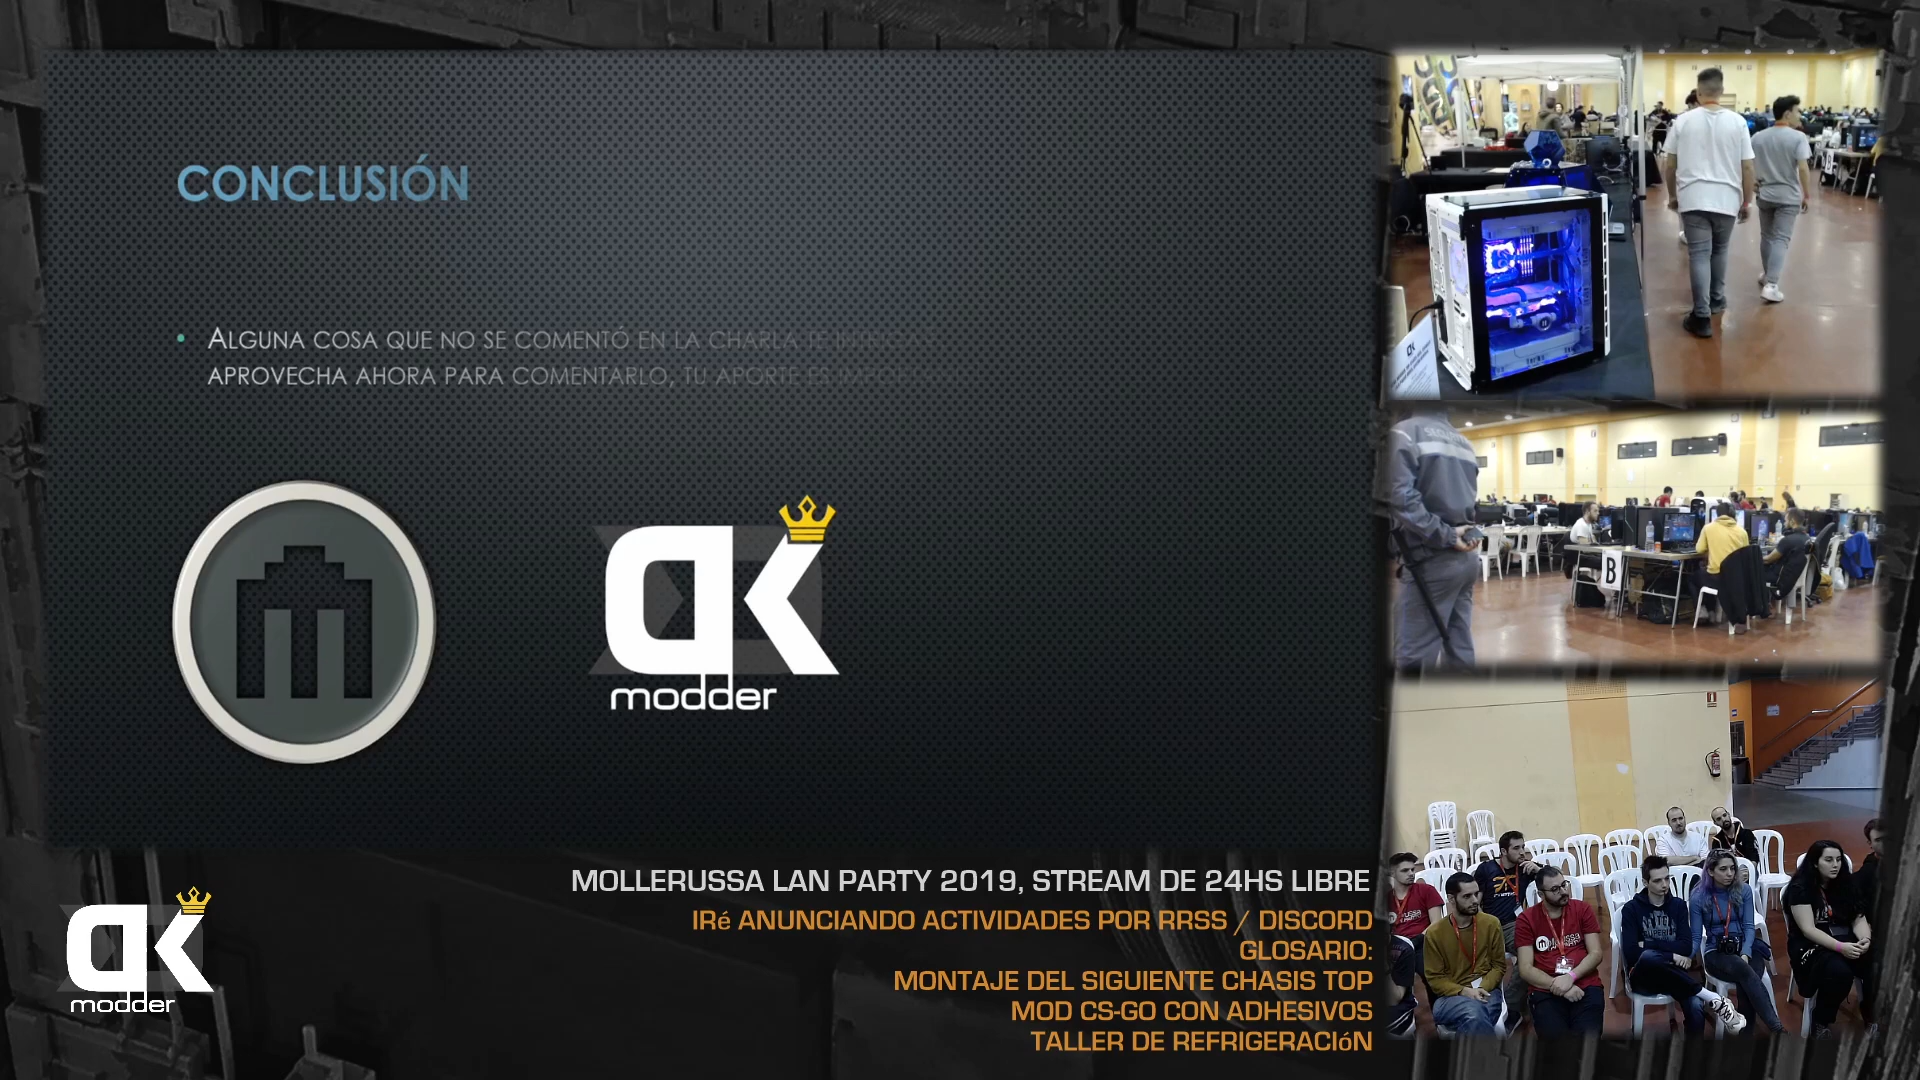 CONCLUSIÓN
• ALGUNA COSA QUE NO SE COMENTÓ EN LA CHARLA
APROVECHA AHORA PARA COMENTARLO, TU APORTE
DK
modder
DK
modder
MOLLERUSSA LAN PARTY 2019, STREAM DE 24HS LIBRE
IRé ANUNCIANDO ACTIVIDADES POR RRSS / DISCORD
GLOSARIO:
MONTAJE DEL SIGUIENTE CHASIS TOP
MOD CS-GO CON ADHESIVOS
TALLER DE REFRIGERACIóN
B